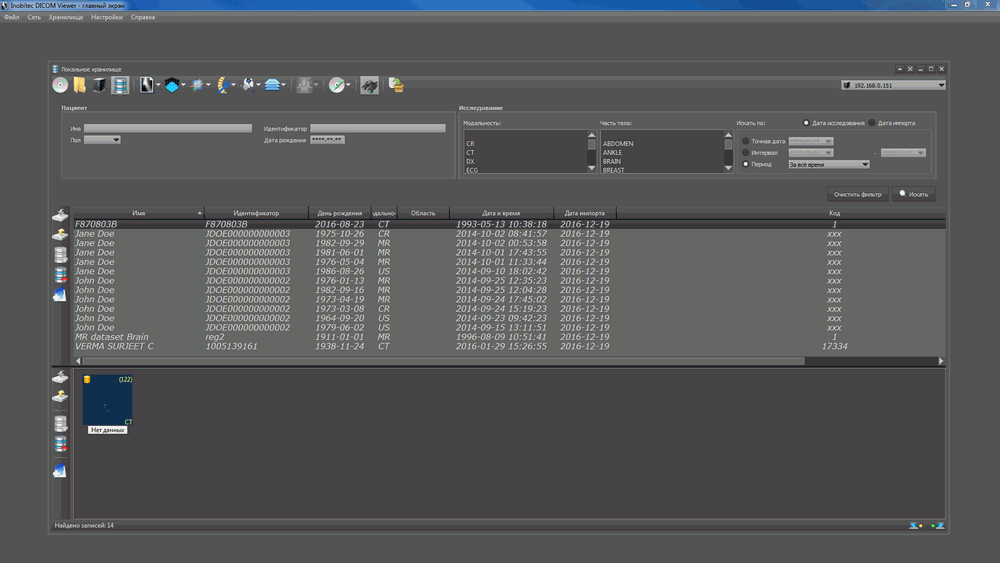 Inobitec DICOM Viewer - главный экран
Файл Сеть Хранилище Настройки Справка
Локальное хранилище
192.168.0.151
Пациент
Исследование
Имя
Идентификатор
Пол
Дата рождения
Модальность:
CR
CT
DX
ECG
Часть тела:
ABDOMEN
ANKLE
BRAIN
BREAST
Искать по: Дата исследования Дата импорта
Точная дата
Интервал -
Период За всё время
Очистить фильтр Искать
Имя Идентификатор День рождения Область Дата и время Дата импорта Код
F870803B F870803B 2016-08-23 CT 1993-05-13 10:38:18 2016-12-19 1
Jane Doe JDOE000000000003 1975-10-26 CR 2014-10-02 08:41:57 2016-12-19 xxx
Jane Doe JDOE000000000003 1982-09-29 MR 2014-10-02 00:53:58 2016-12-19 xxx
Jane Doe JDOE000000000003 1981-06-01 MR 2014-10-01 17:43:55 2016-12-19 xxx
Jane Doe JDOE000000000003 1976-05-04 MR 2014-10-01 11:33:44 2016-12-19 xxx
Jane Doe JDOE000000000003 1986-08-26 US 2014-09-10 18:02:42 2016-12-19 xxx
John Doe JDOE000000000002 1976-01-13 MR 2014-09-25 12:35:23 2016-12-19 xxx
John Doe JDOE000000000002 1982-09-16 MR 2014-09-25 12:04:28 2016-12-19 xxx
John Doe JDOE000000000002 1973-04-19 MR 2014-09-24 17:45:02 2016-12-19 xxx
John Doe JDOE000000000002 1973-03-08 CR 2014-09-24 15:19:23 2016-12-19 xxx
John Doe JDOE000000000002 1964-09-20 US 2014-09-23 09:42:23 2016-12-19 xxx
John Doe JDOE000000000002 1979-06-02 US 2014-09-15 13:11:51 2016-12-19 xxx
MR dataset Brain reg2 1911-01-01 MR 1996-08-09 10:51:41 2016-12-19 1
VERMA SURJEET C 1005139161 1938-11-24 CT 2016-01-29 15:26:55 2016-12-19 17334
(122)
CT
Нет данных
Найдено записей: 14